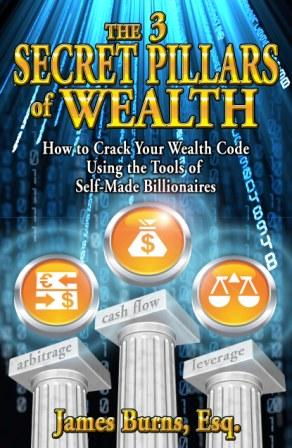 THE 3
SECRET PILLARS
of WEALTH
How to Crack Your Wealth Code
Using the Tools of
Self-Made Billionaires
€
$
$
arbitrage
cash flow
leverage
James Burns, Esq.